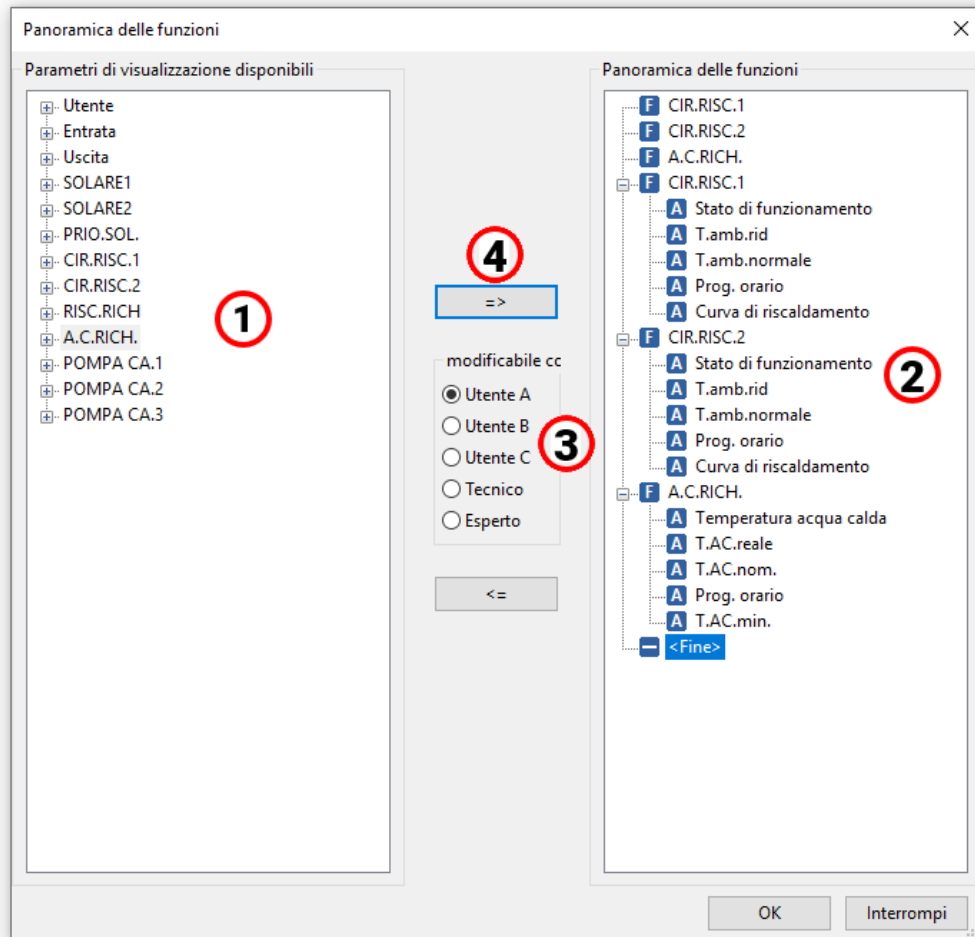 Panoramica delle funzioni
Parametri di visualizzazione disponibili
Utente
Entrata
Uscita
SOLARE1
SOLARE2
PRIO.SOL.
CIR.RISC.1
CIR.RISC.2
RISC.RICH
A.C.RICH.
POMPA CA.1
POMPA CA.2
POMPA CA.3
1
4
=>
modificabile cc
Utente A
Utente B
Utente C
Tecnico
Esperto
3
<=
Panoramica delle funzioni
F CIR.RISC.1
F CIR.RISC.2
F A.C.RICH.
F CIR.RISC.1
A Stato di funzionamento
A T.amb.rid
A T.amb.normale
A Prog. orario
A Curva di riscaldamento
F CIR.RISC.2
A Stato di funzionamento
A T.amb.rid
A T.amb.normale
A Prog. orario
A Curva di riscaldamento
F A.C.RICH.
A Temperatura acqua calda
A T.AC.reale
A T.AC.nom.
A Prog. orario
A T.AC.min.
<Fine>
2
OK
Interrompi